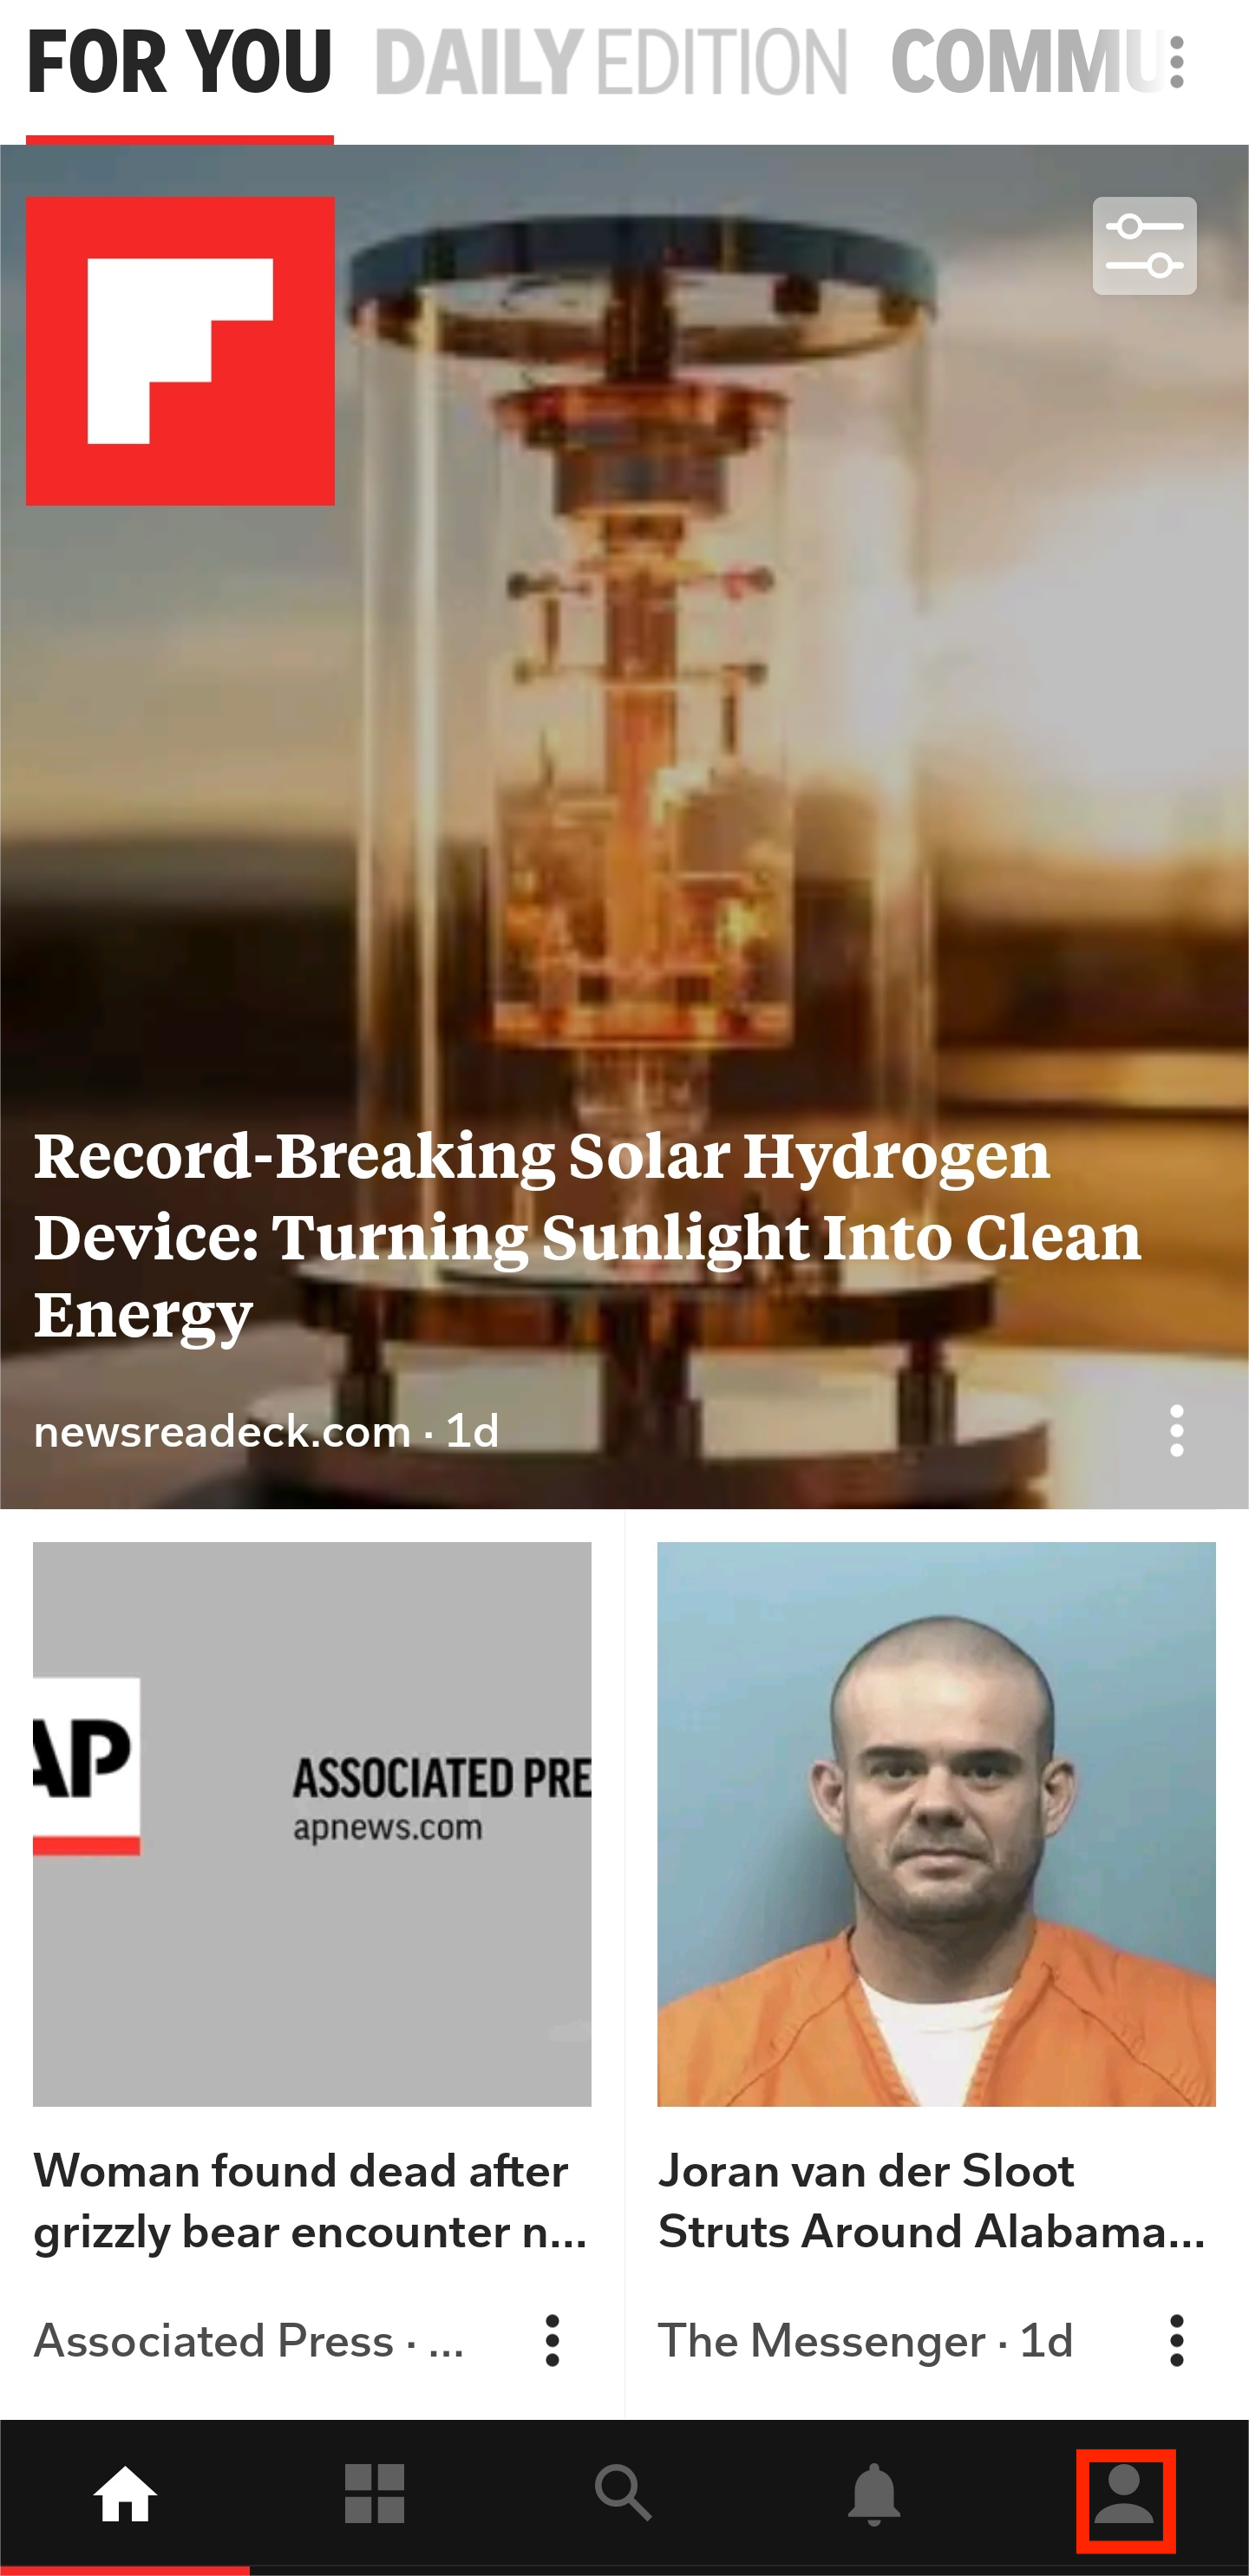 FOR YOU DAILY EDITION COMMU
Record-Breaking Solar Hydrogen
Device: Turning Sunlight Into Clean
Energy
newsreadeck.com · 1d
AP
ASSOCIATED PRE
apnews.com
Woman found dead after
grizzly bear encounter n...
Associated Press · ...
Joran van der Sloot
Struts Around Alabama...
The Messenger · 1d